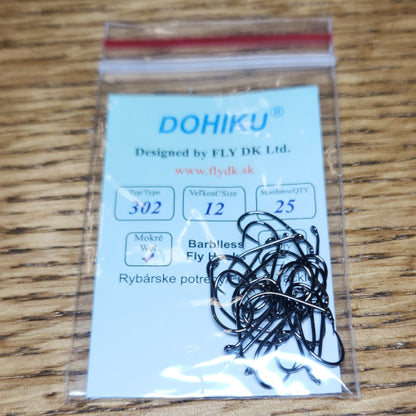 DOHIKU®
Designed by FLY DK Ltd.
www.flydk.sk
Typ/Type Veľkosť/Size Množstvo/QTY
302 12 25
Mokré Barbless
Wet Fly
Rybárske